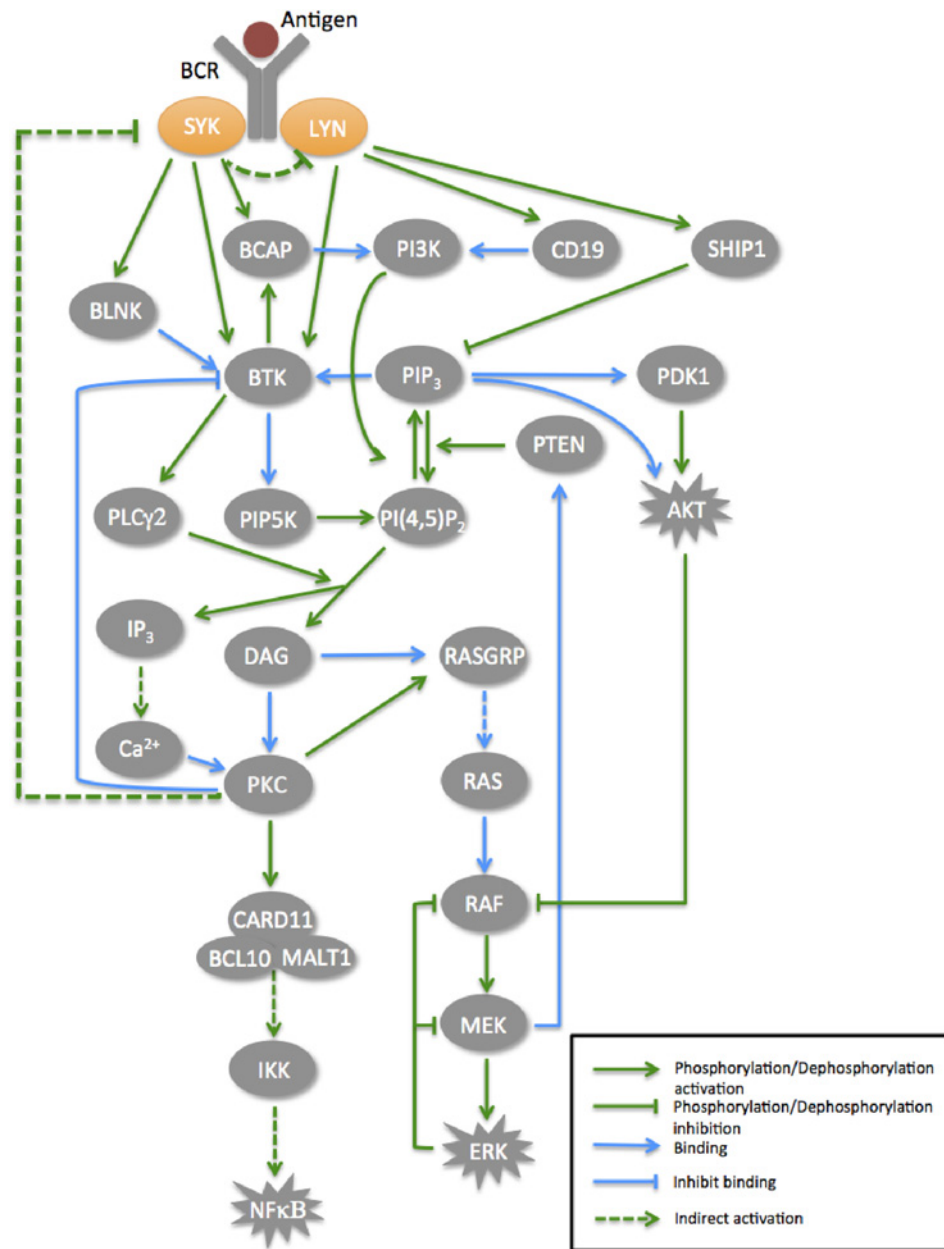 Antigen
BCR
SYK
LYN
BCAP
PI3K
CD19
SHIP1
BLNK
BTK
PIP3
PDK1
PTEN
PLCγ2
PIP5K
PI(4,5)P2
AKT
IP3
DAG
RASGRP
Ca2+
PKC
RAS
RAF
CARD11
BCL10
MALT1
MEK
IKK
ERK
NFκB
Phosphorylation/Dephosphorylation
activation
Phosphorylation/Dephosphorylation
inhibition
Binding
Inhibit binding
Indirect activation